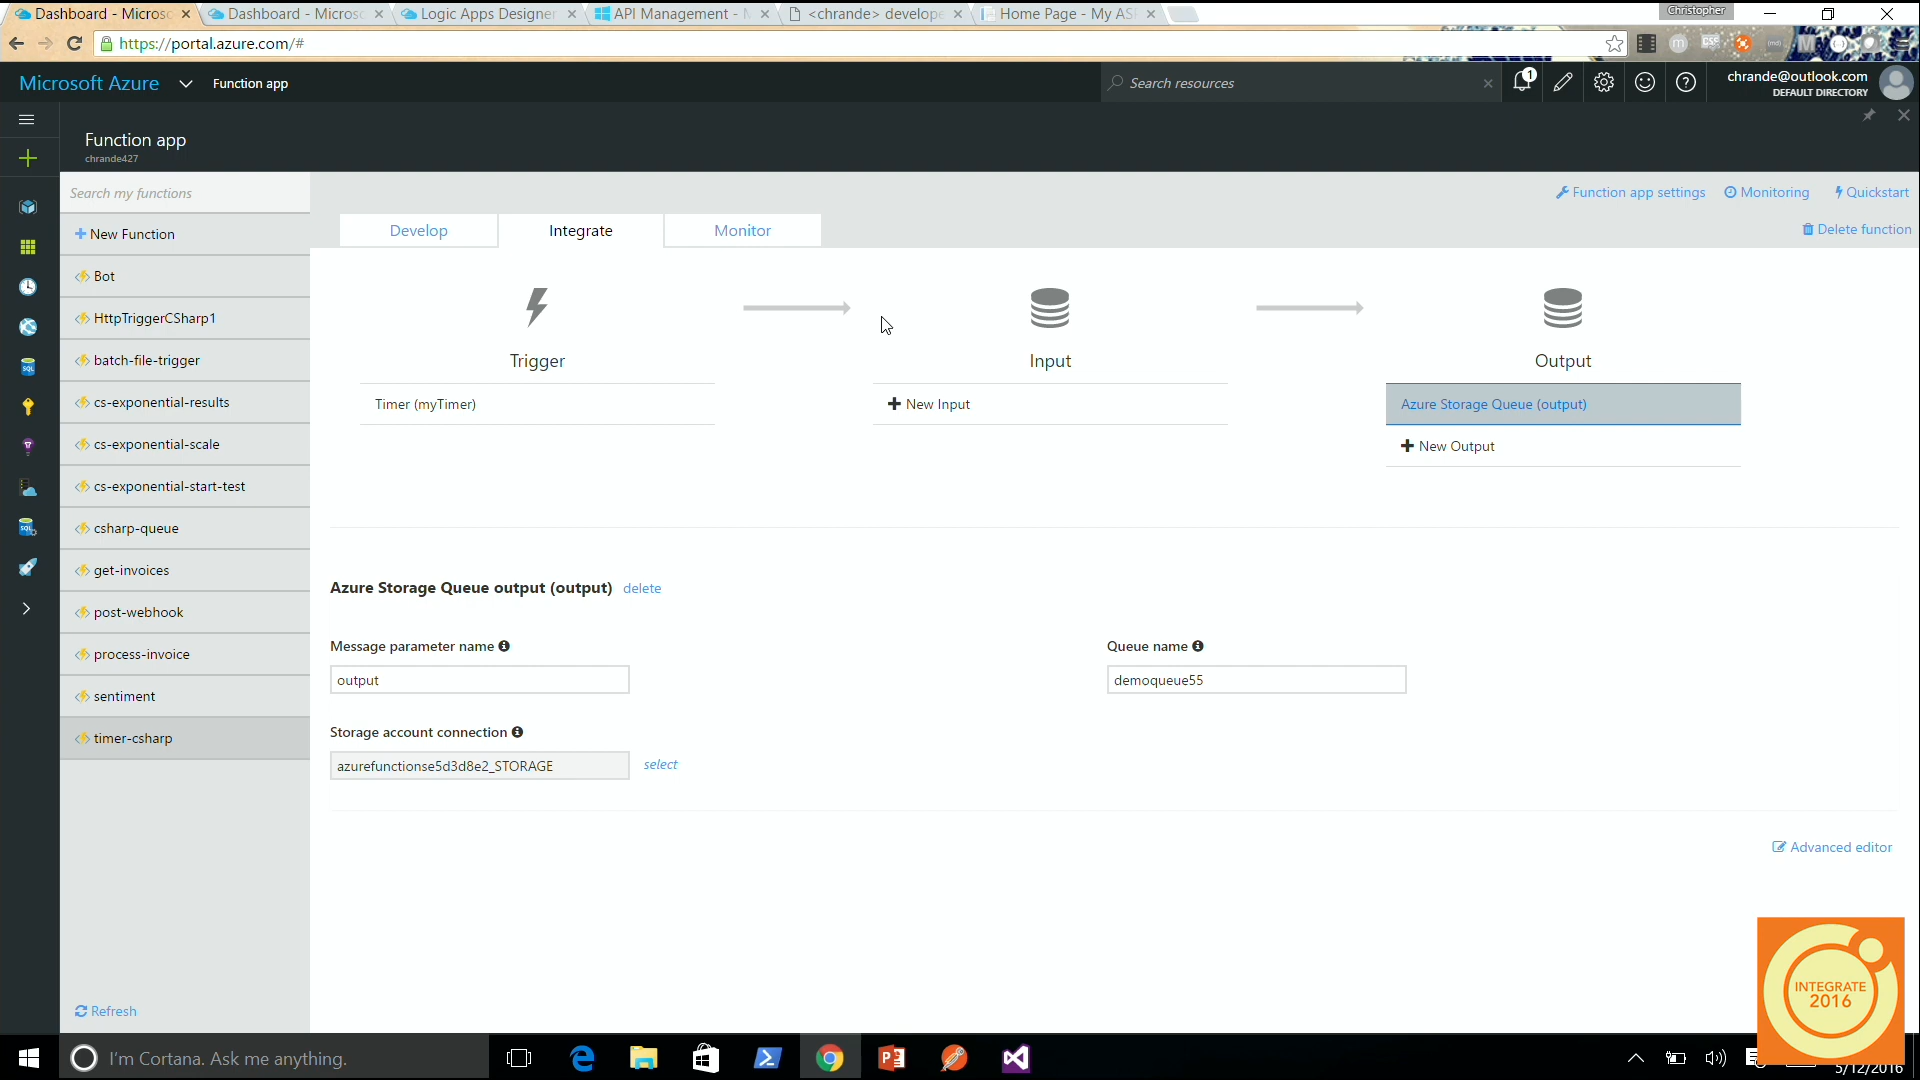 Dashboard - Micros
Dashboard - Micros
Logic Apps Designer
API Management -
<chrande> develope
Home Page - My AS
Christopher
https://portal.azure.com/#
Microsoft Azure
Function app
Search resources
1
chrande@outlook.com
DEFAULT DIRECTORY
Function app
chrande427
Search my functions
Function app settings
Monitoring
Quickstart
New Function
Develop
Integrate
Monitor
Delete function
Bot
HttpTriggerCSharp1
batch-file-trigger
cs-exponential-results
cs-exponential-scale
cs-exponential-start-test
csharp-queue
get-invoices
post-webhook
process-invoice
sentiment
timer-csharp
Refresh
Trigger
Input
Output
Timer (myTimer)
New Input
Azure Storage Queue (output)
New Output
Azure Storage Queue output (output) delete
Message parameter name
Queue name
output
demoqueue55
Storage account connection
azurefunctionse5d3d8e2_STORAGE
select
Advanced editor
INTEGRATE
2016
I'm Cortana. Ask me anything.
5/12/2016